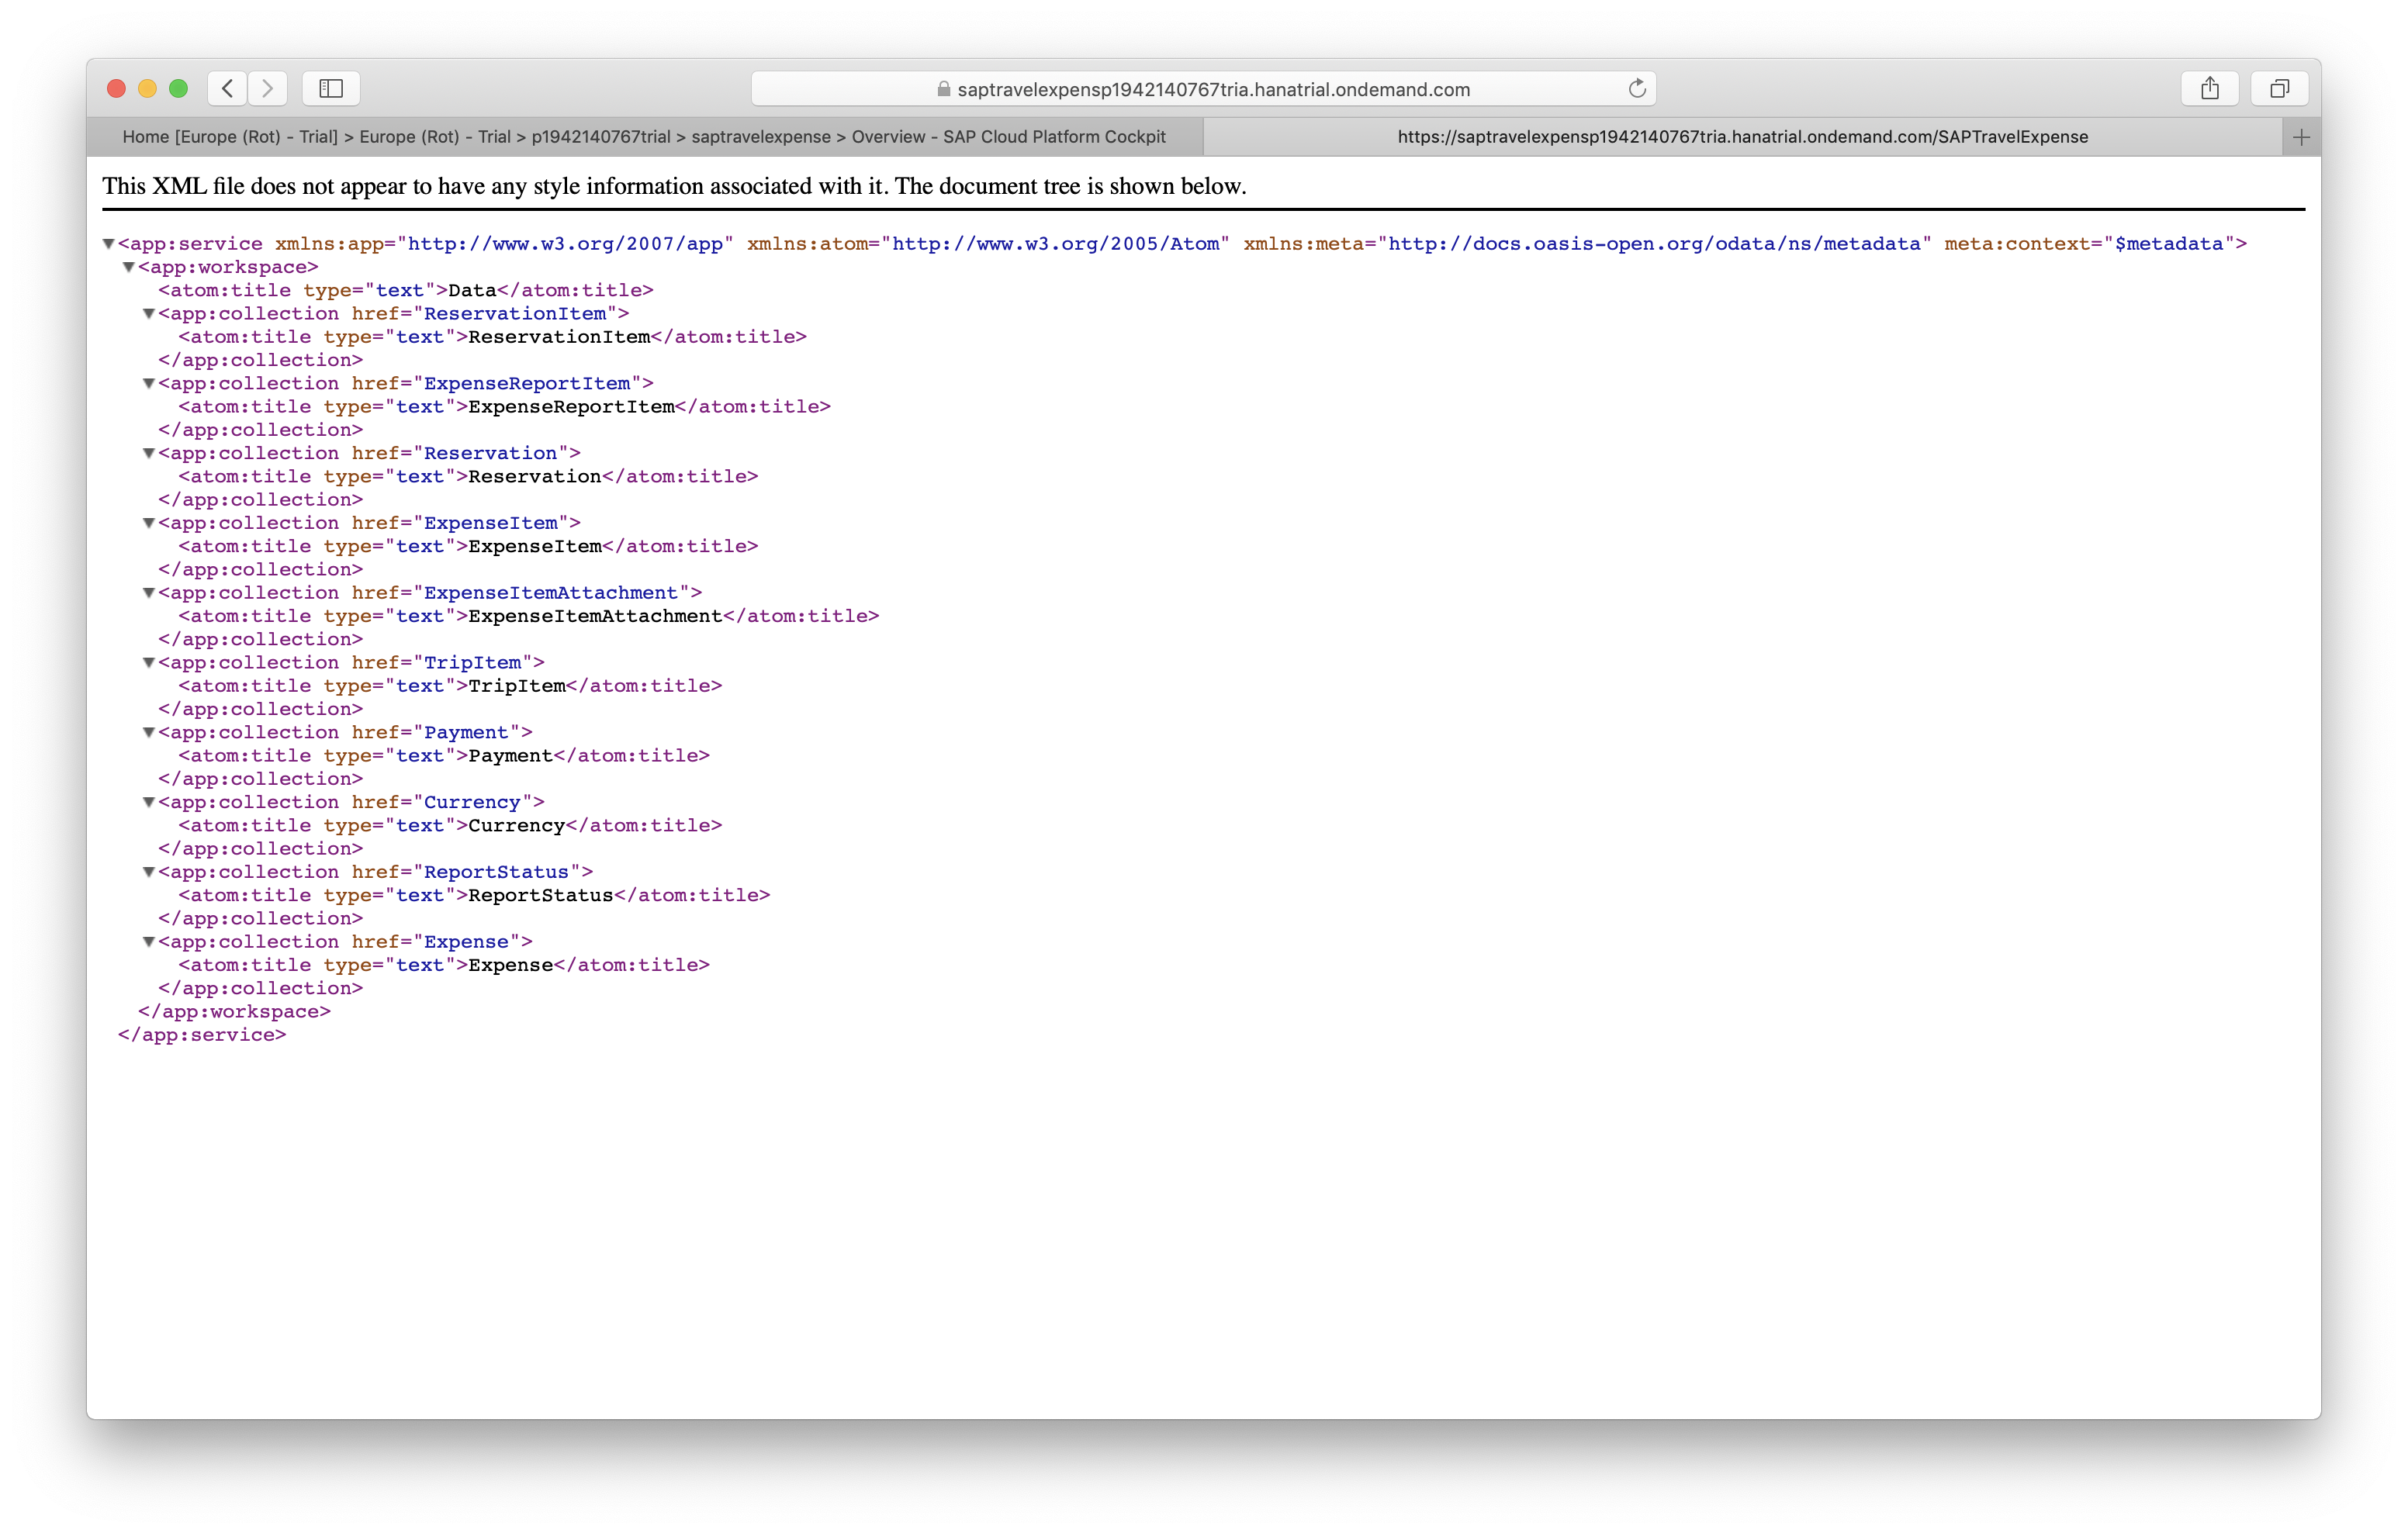 saptravelexpensp1942140767tria.hanatrial.ondemand.com
Home [Europe (Rot) - Trial] > Europe (Rot) - Trial > p1942140767trial > saptravelexpense > Overview - SAP Cloud Platform Cockpit
https://saptravelexpensp1942140767tria.hanatrial.ondemand.com/SAPTravelExpense
This XML file does not appear to have any style information associated with it. The document tree is shown below.
<app:service xmlns:app="http://www.w3.org/2007/app" xmlns:atom="http://www.w3.org/2005/Atom" xmlns:meta="http://docs.oasis-open.org/odata/ns/metadata" meta:context="$metadata">
<app:workspace>
<atom:title type="text">Data</atom:title>
<app:collection href="ReservationItem">
<atom:title type="text">ReservationItem</atom:title>
</app:collection>
<app:collection href="ExpenseReportItem">
<atom:title type="text">ExpenseReportItem</atom:title>
</app:collection>
<app:collection href="Reservation">
<atom:title type="text">Reservation</atom:title>
</app:collection>
<app:collection href="ExpenseItem">
<atom:title type="text">ExpenseItem</atom:title>
</app:collection>
<app:collection href="ExpenseItemAttachment">
<atom:title type="text">ExpenseItemAttachment</atom:title>
</app:collection>
<app:collection href="TripItem">
<atom:title type="text">TripItem</atom:title>
</app:collection>
<app:collection href="Payment">
<atom:title type="text">Payment</atom:title>
</app:collection>
<app:collection href="Currency">
<atom:title type="text">Currency</atom:title>
</app:collection>
<app:collection href="ReportStatus">
<atom:title type="text">ReportStatus</atom:title>
</app:collection>
<app:collection href="Expense">
<atom:title type="text">Expense</atom:title>
</app:collection>
</app:workspace>
</app:service>